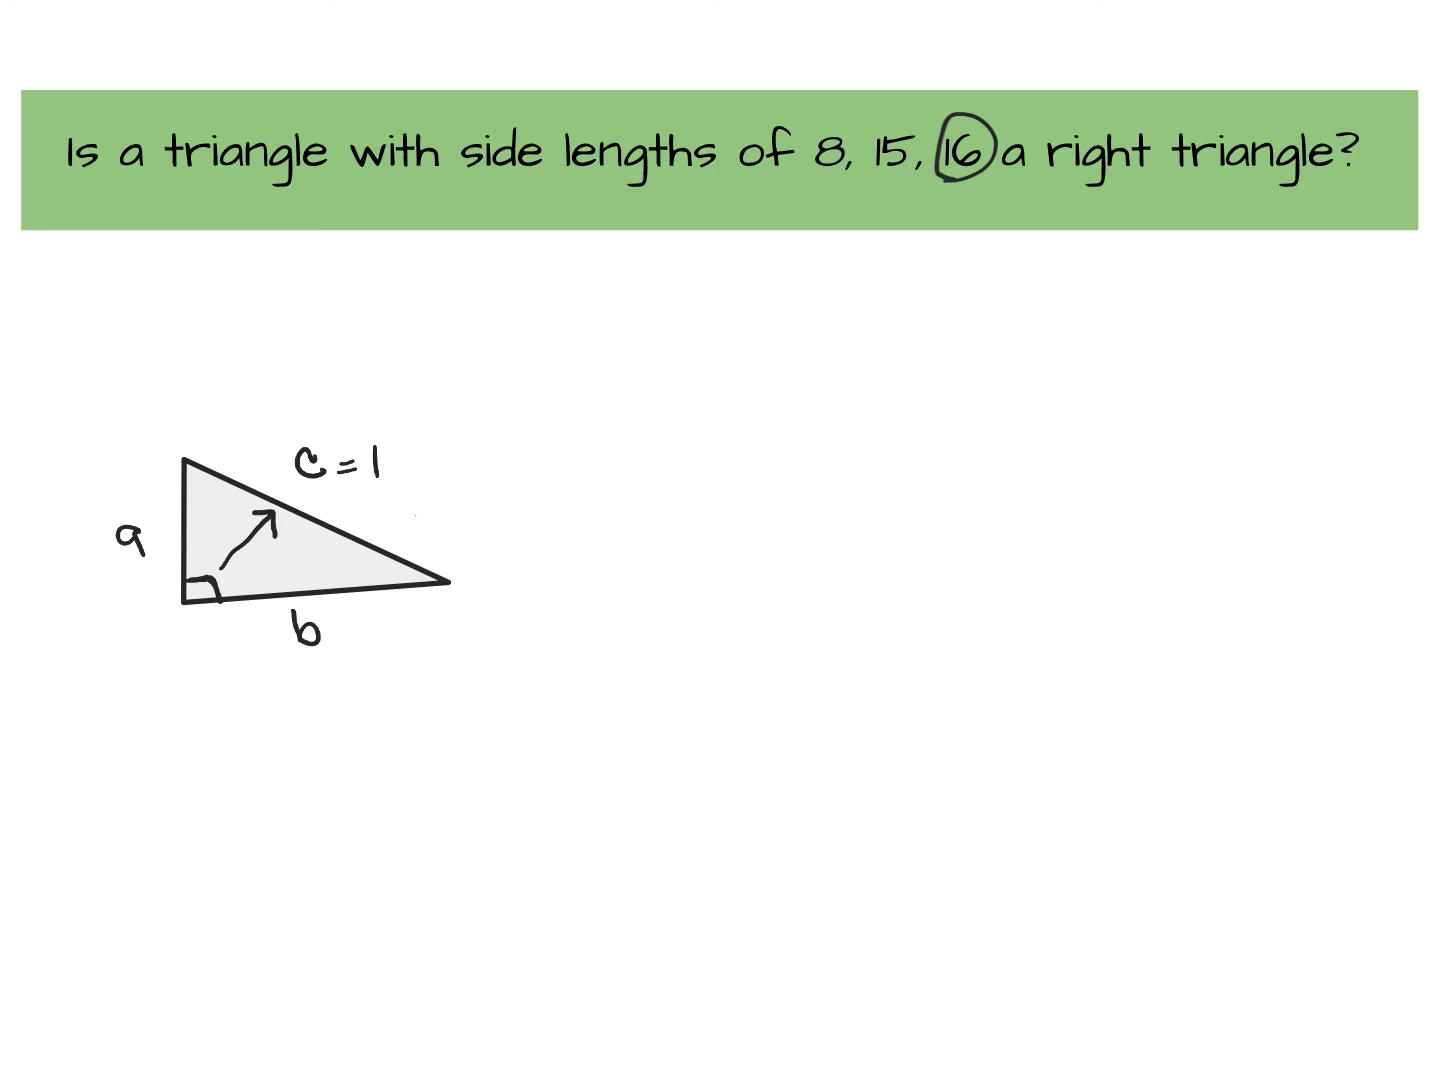 Is a triangle with side lengths of 8, 15, 16 a right triangle?
c = 1
a
b